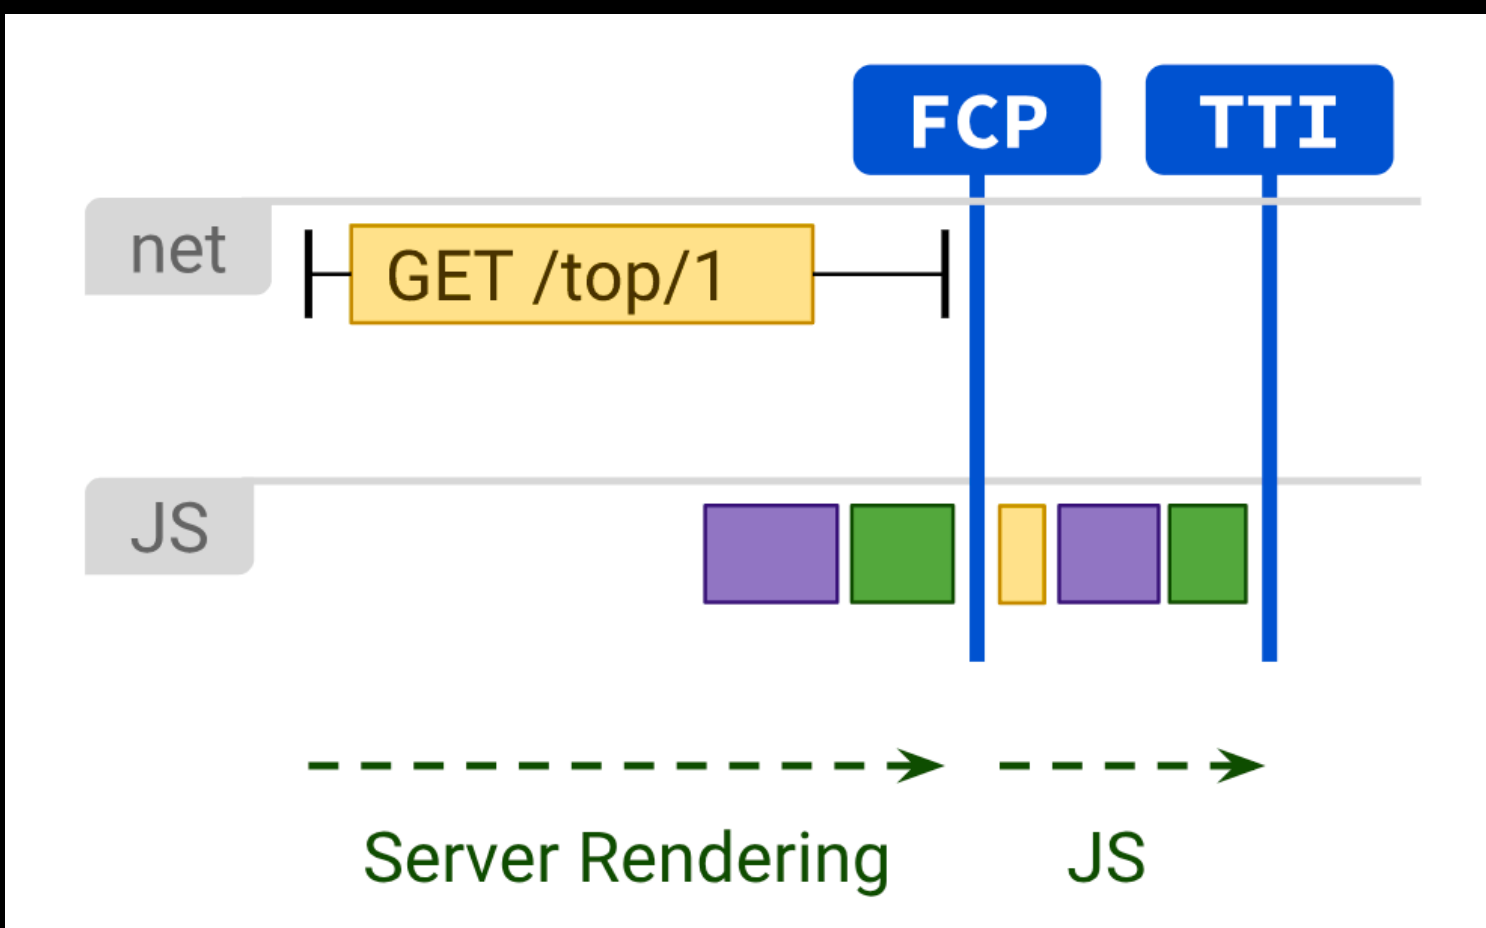 FCP
TTI
net
GET /top/1
JS
Server Rendering
JS